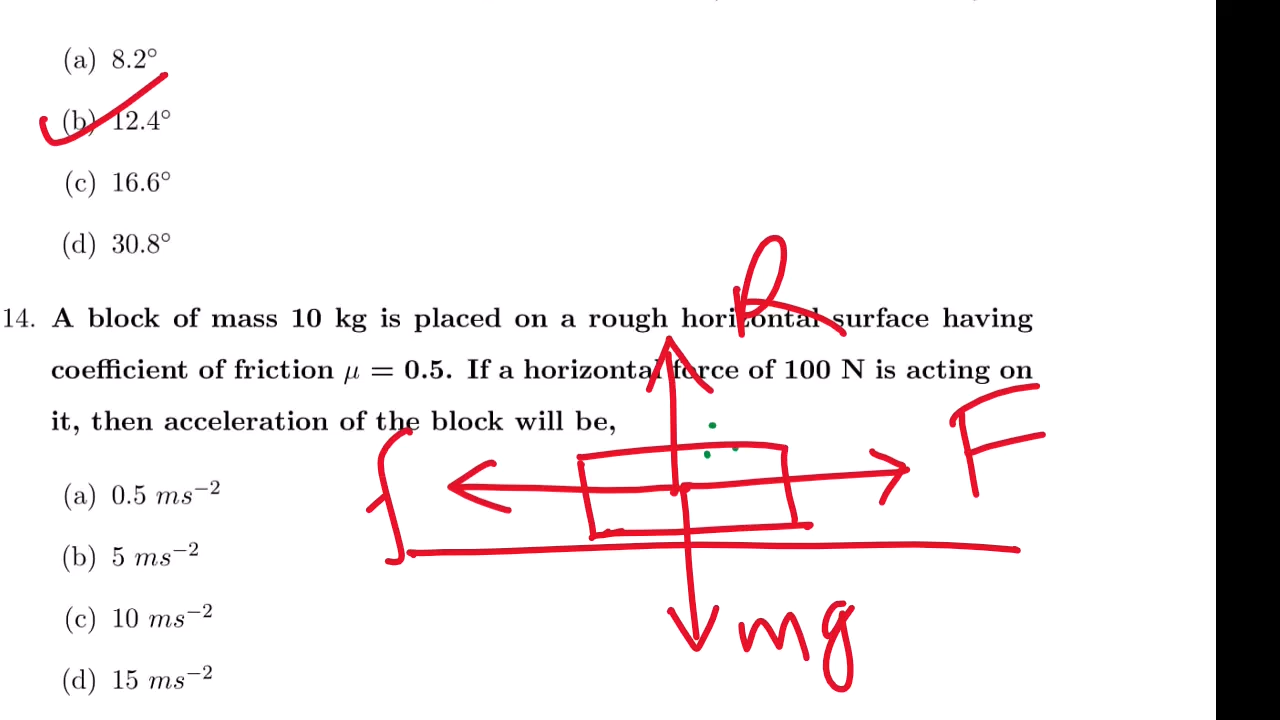 (a) 8.2°
(b) 12.4°
(c) 16.6°
(d) 30.8°
14. A block of mass 10 kg is placed on a rough horizontal surface having
coefficient of friction μ = 0.5. If a horizontal force of 100 N is acting on
it, then acceleration of the block will be,
R
f
F
(a) 0.5 ms⁻²
(b) 5 ms⁻²
(c) 10 ms⁻²
mg
(d) 15 ms⁻²